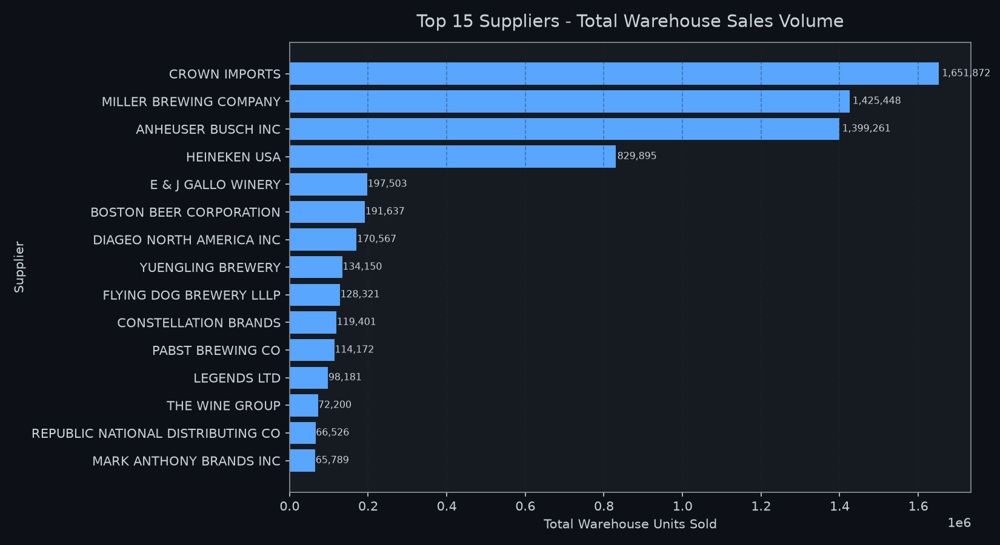 Top 15 Suppliers - Total Warehouse Sales Volume
CROWN IMPORTS 1,651,872
MILLER BREWING COMPANY 1,425,448
ANHEUSER BUSCH INC 1,399,261
HEINEKEN USA 829,895
E & J GALLO WINERY 197,503
BOSTON BEER CORPORATION 191,637
DIAGEO NORTH AMERICA INC 170,567
YUENGLING BREWERY 134,150
FLYING DOG BREWERY LLLP 128,321
CONSTELLATION BRANDS 119,401
PABST BREWING CO 114,172
LEGENDS LTD 98,181
THE WINE GROUP 72,200
REPUBLIC NATIONAL DISTRIBUTING CO 66,526
MARK ANTHONY BRANDS INC 65,789
Supplier
0.0 0.2 0.4 0.6 0.8 1.0 1.2 1.4 1.6
1e6
Total Warehouse Units Sold